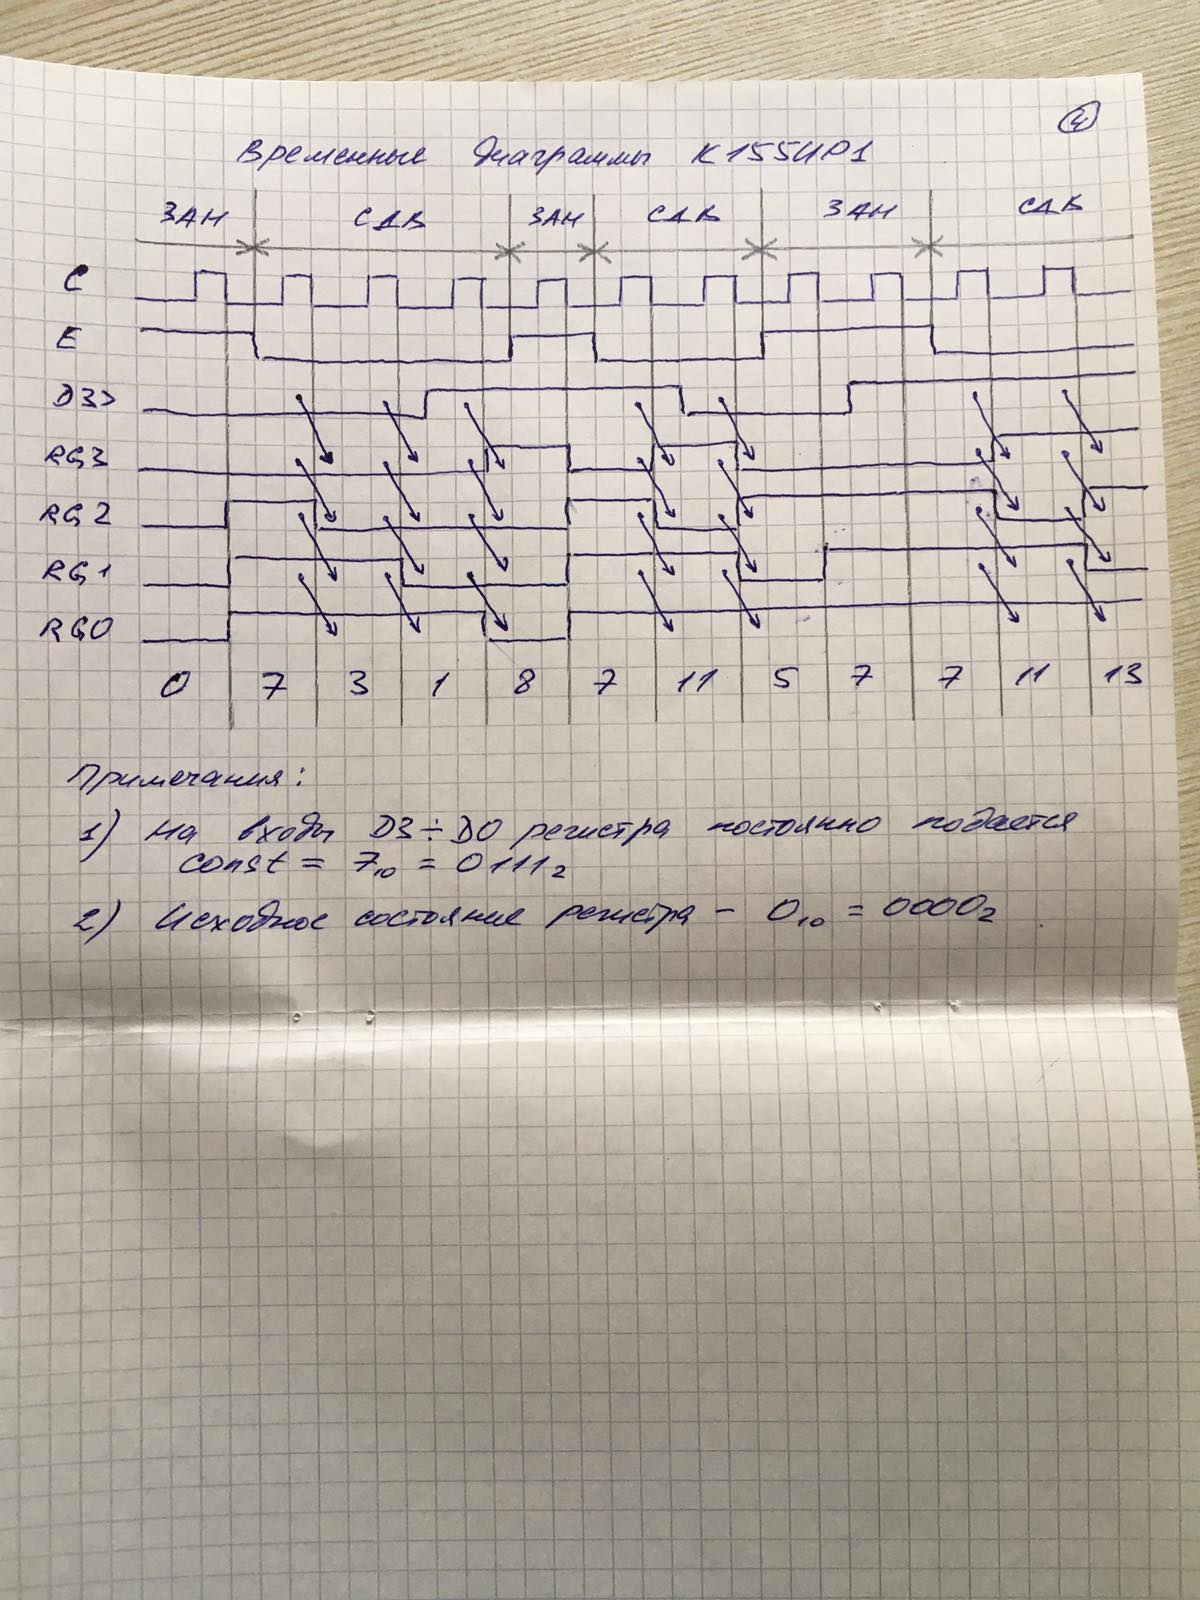 4
Временные диаграммы К155ИР1
ЗАН СДВ ЗАН СДВ ЗАН СДВ
C
E
D3>
RG3
RG2
RG1
RG0
0 7 3 1 8 7 11 5 7 7 11 13
Примечания:
1) На входы D3÷D0 регистра постоянно подается
const = 7₁₀ = 0111₂
2) Исходное состояние регистра - 0₁₀ = 0000₂